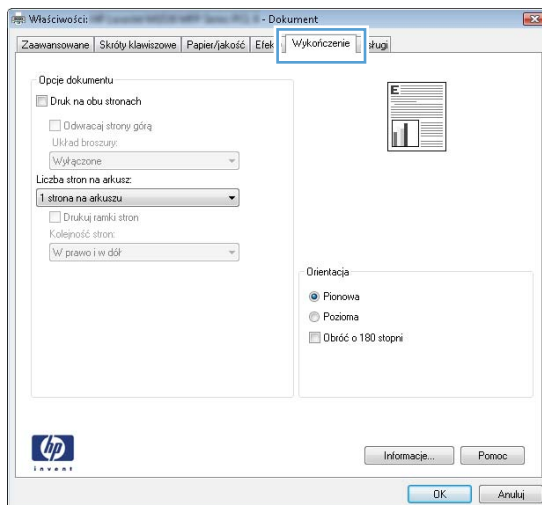 Właściwości: - Dokument
Zaawansowane Skróty klawiszowe Papier/jakość Efek Wykończenie sługi
Opcje dokumentu
Druk na obu stronach
Odwracaj strony górą
Układ broszury:
Wyłączone
Liczba stron na arkusz:
1 strona na arkuszu
Drukuj ramki stron
Kolejność stron:
W prawo i w dół
E
Orientacja
Pionowa
Pozioma
Obróć o 180 stopni
hp
invent
Informacje... Pomoc
OK Anuluj